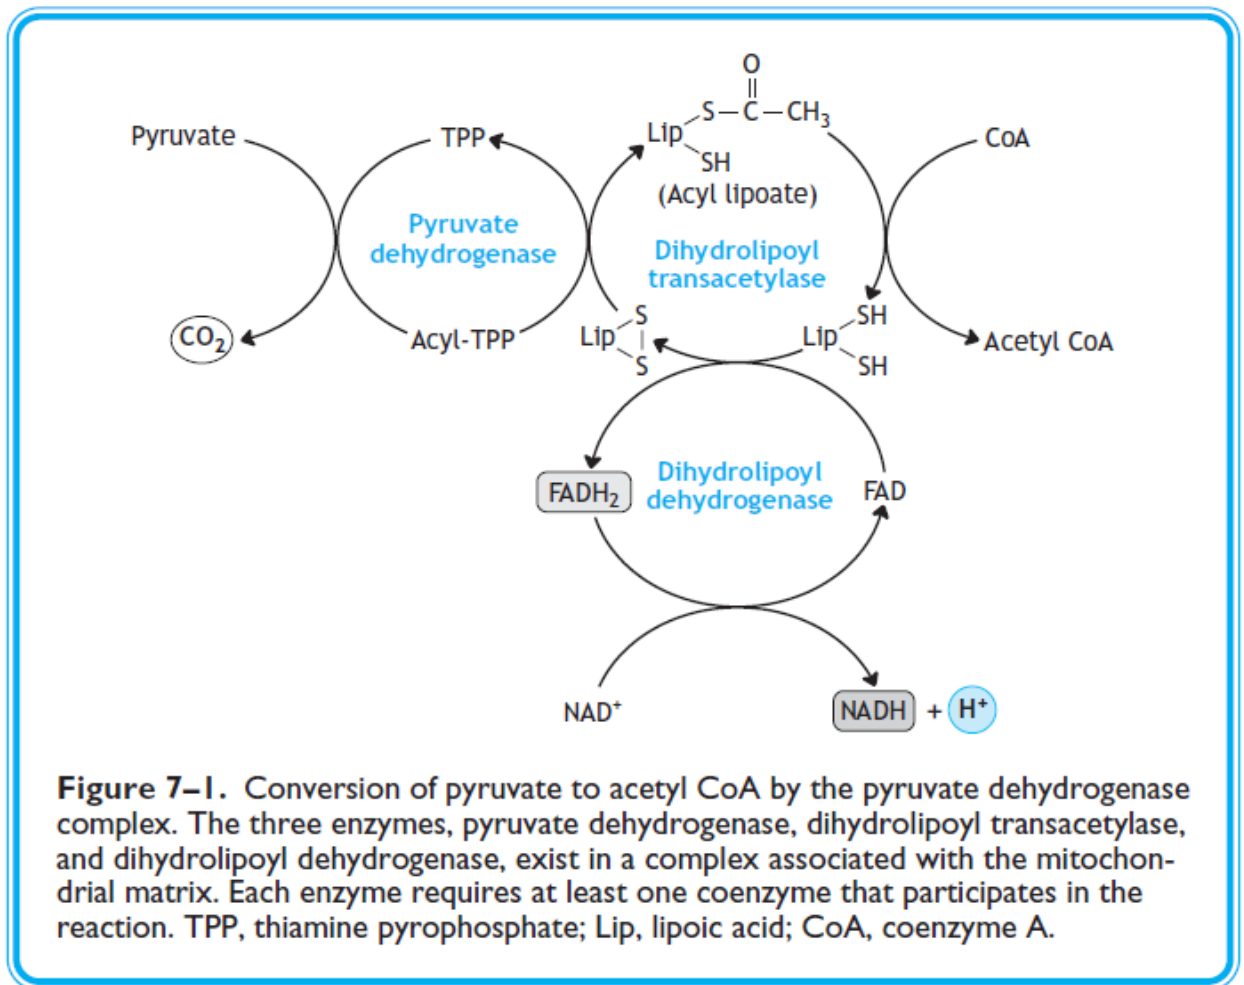 O
S–C–CH₃
Pyruvate
TPP
Lip
CoA
SH
(Acyl lipoate)
Pyruvate
dehydrogenase
Dihydrolipoyl
transacetylase
S
SH
CO₂
Acyl-TPP
Lip
Lip
Acetyl CoA
S
SH
Dihydrolipoyl
dehydrogenase
FADH₂
FAD
NAD⁺
NADH + H⁺
Figure 7–1. Conversion of pyruvate to acetyl CoA by the pyruvate dehydrogenase
complex. The three enzymes, pyruvate dehydrogenase, dihydrolipoyl transacetylase,
and dihydrolipoyl dehydrogenase, exist in a complex associated with the mitochon-
drial matrix. Each enzyme requires at least one coenzyme that participates in the
reaction. TPP, thiamine pyrophosphate; Lip, lipoic acid; CoA, coenzyme A.